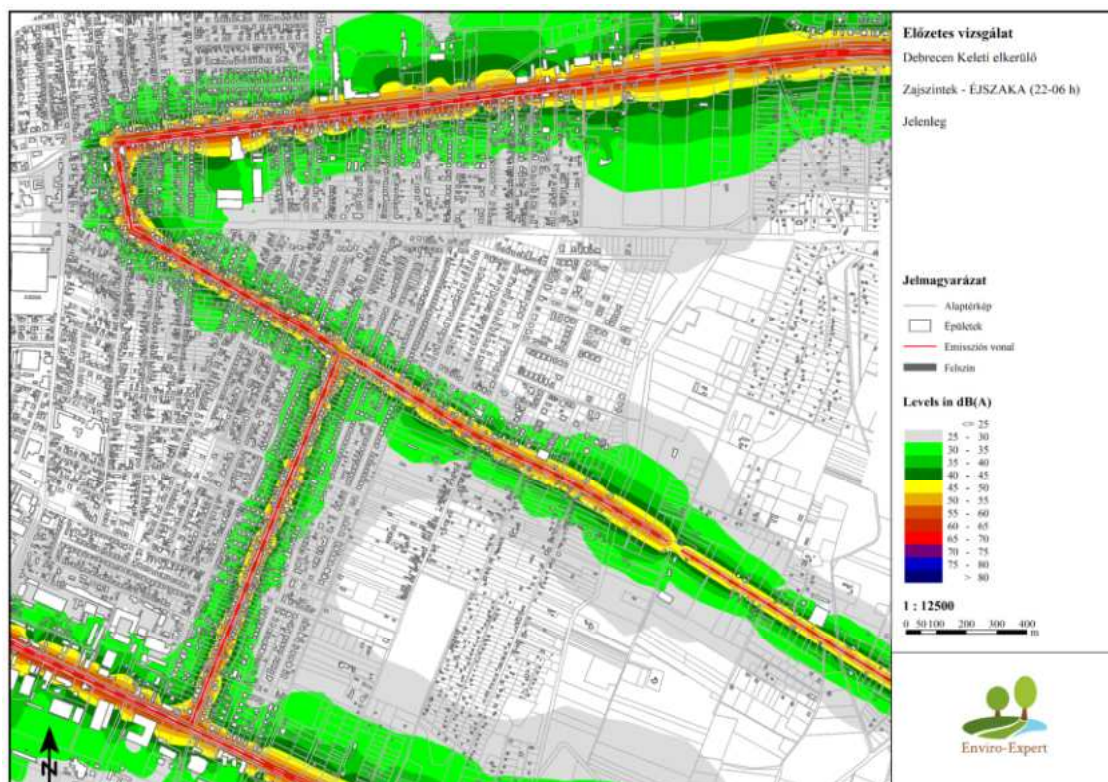 Előzetes vizsgálat
Debrecen Keleti elkerülő
Zajszintek - ÉJSZAKA (22-06 h)
Jelenleg
Jelmagyarázat
Alaptérkép
Épületek
Emissziós vonal
Felszín
Levels in dB(A)
<= 25
25 - 30
30 - 35
35 - 40
40 - 45
45 - 50
50 - 55
55 - 60
60 - 65
65 - 70
70 - 75
75 - 80
> 80
1 : 12500
0 50 100 200 300 400
m
Enviro-Expert
N